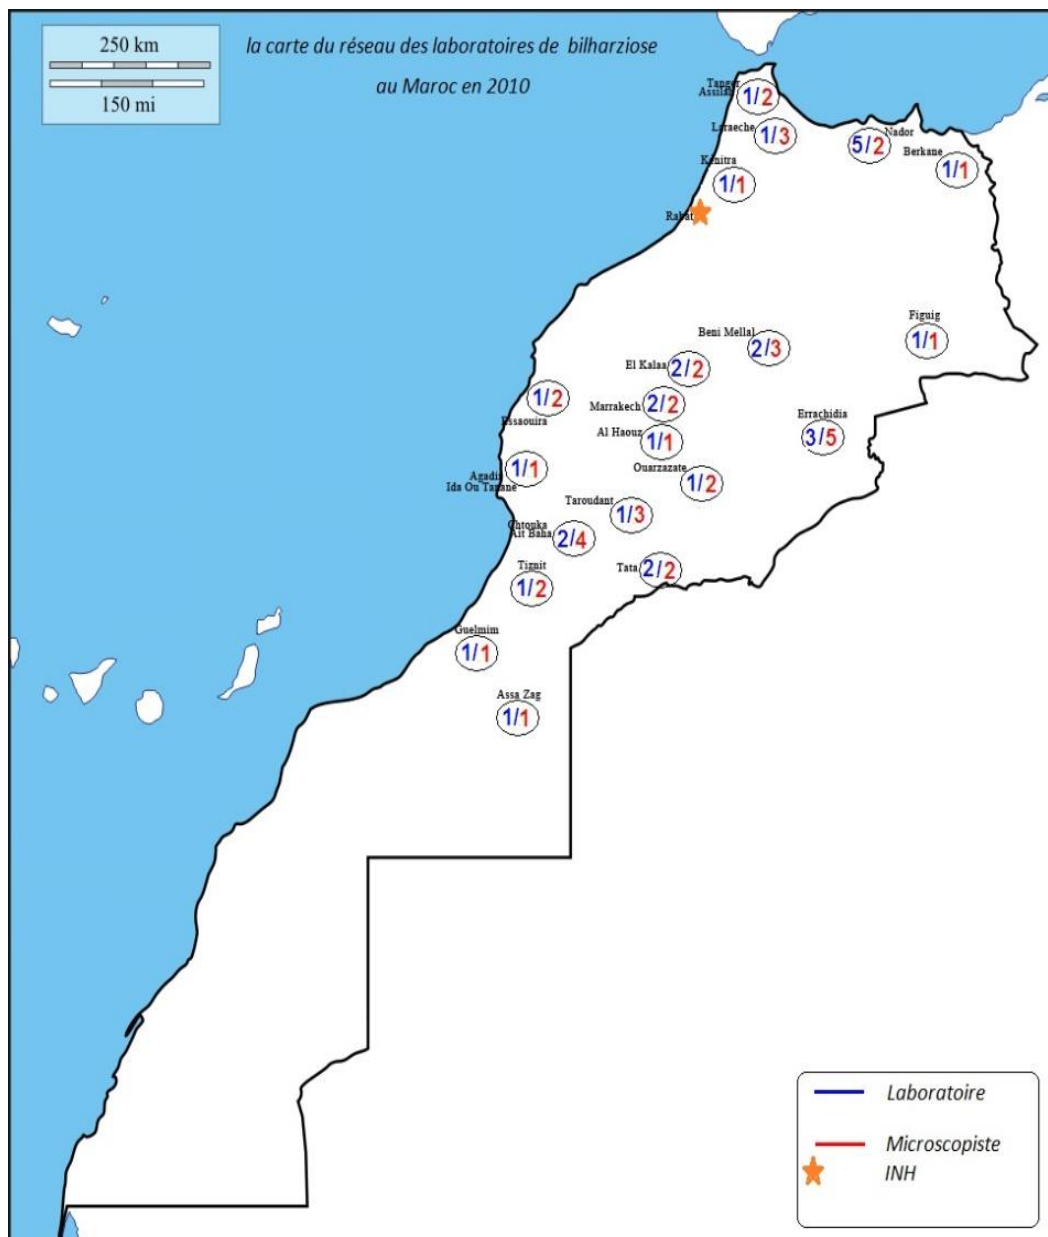 250 km
150 mi
la carte du réseau des laboratoires de bilharziose
au Maroc en 2010
Tanger
Assilah
1/2
Laraeche
1/3
Nador
5/2
Berkane
1/1
Kénitra
1/1
Rabat
Figuig
1/1
Beni Mellal
2/3
El Kalaa
2/2
Marrakech
2/2
Essaouira
1/2
Al Haouz
1/1
Errachidia
3/5
Agadir
Ida Ou Tanane
1/1
Ouarzazate
1/2
Taroudant
1/3
Chtouka
Ait Baha
2/4
Tiznit
1/2
Tata
2/2
Guelmim
1/1
Assa Zag
1/1
Laboratoire
Microscopiste
INH